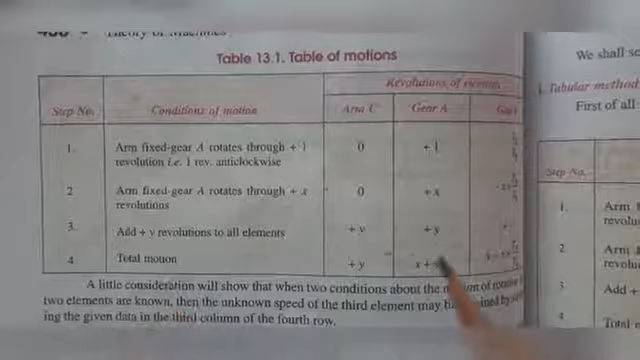 Theory of Machines
Table 13.1. Table of motions
Revolutions of elements
Step No. Conditions of motion Arm C Gear A
1. Arm fixed-gear A rotates through + 1 0 + 1
revolution i.e. 1 rev. anticlockwise
2 Arm fixed-gear A rotates through + x 0 + x
revolutions
3. Add + y revolutions to all elements + y + y
4 Total motion + y x +
A little consideration will show that when two conditions about the
two elements are known, then the unknown speed of the third element may
ing the given data in the third column of the fourth row.
We shall
1. Tabular method
First of all
Step No.
1. Arm
revolu
2 Arm
revolu
3 Add +
4 Total